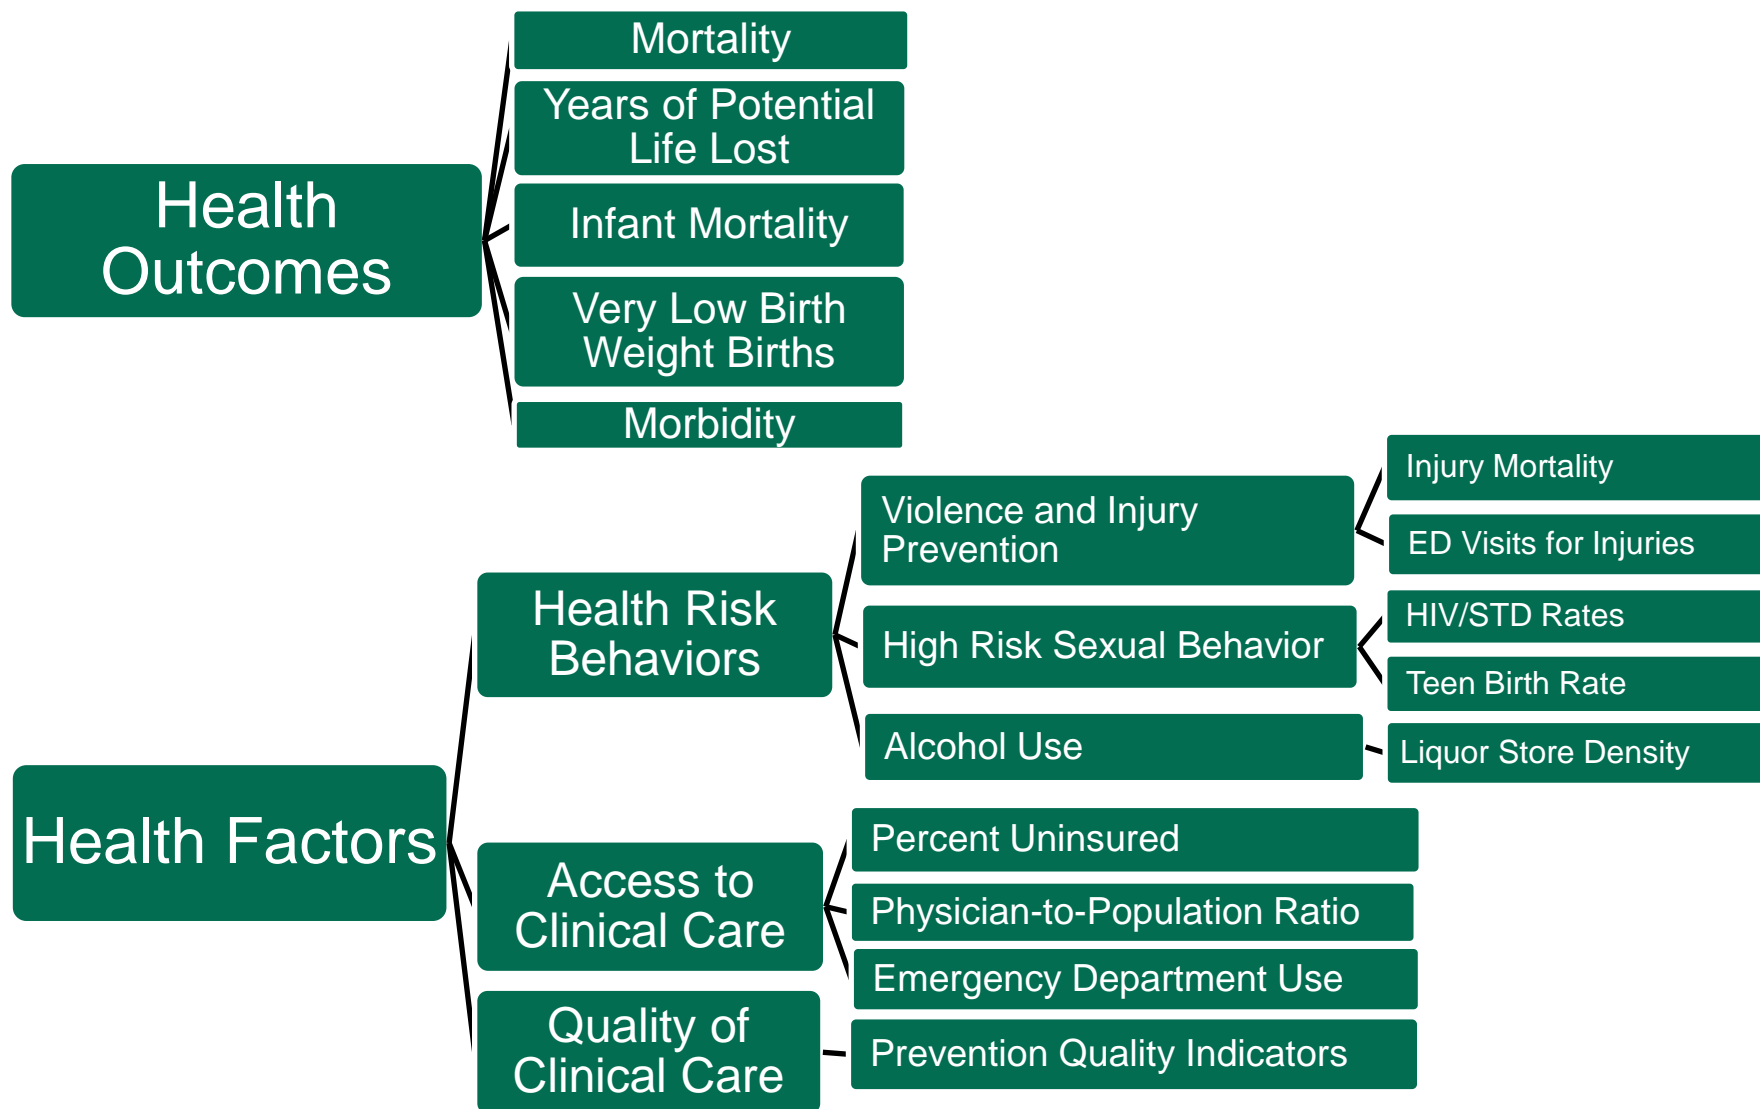 Mortality
Years of Potential
Life Lost
Health
Outcomes
Infant Mortality
Very Low Birth
Weight Births
Morbidity
Health Factors
Health Risk
Behaviors
Violence and Injury
Prevention
Injury Mortality
ED Visits for Injuries
High Risk Sexual Behavior
HIV/STD Rates
Teen Birth Rate
Alcohol Use
Liquor Store Density
Access to
Clinical Care
Percent Uninsured
Physician-to-Population Ratio
Emergency Department Use
Quality of
Clinical Care
Prevention Quality Indicators